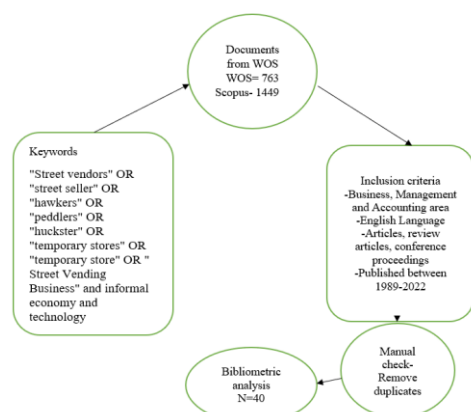 Documents
from WOS
WOS= 763
Scopus- 1449
Keywords
"Street vendors" OR
"street seller" OR
"hawkers" OR
"peddlers" OR
"huckster" OR
"temporary stores" OR
"temporary store" OR "
Street Vending
Business" and informal
economy and
technology
Inclusion criteria
-Business, Management
and Accounting area
-English Language
-Articles, review
articles, conference
proceedings
-Published between
1989-2022
Manual
check-
Remove
duplicates
Bibliometric
analysis
N=40